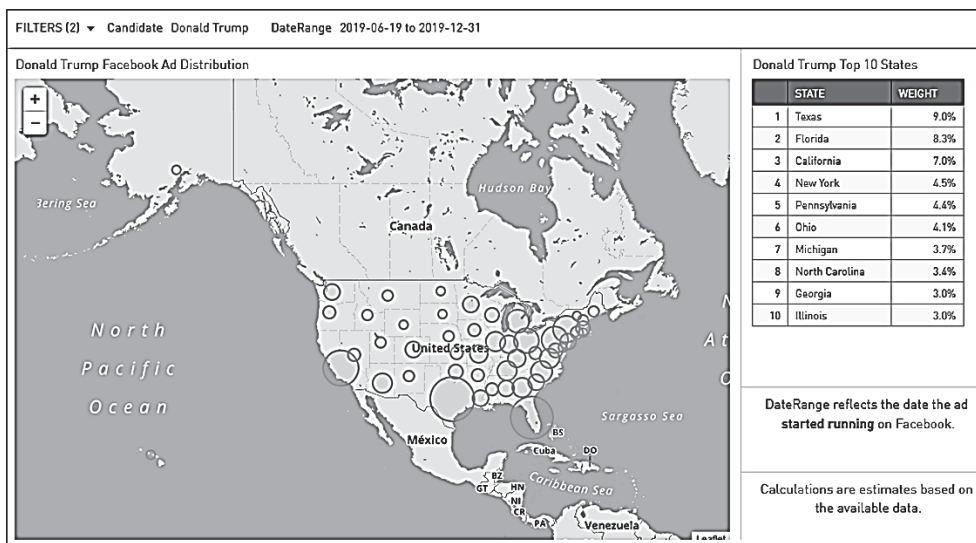 FILTERS (2) ▼ Candidate Donald Trump DateRange 2019-06-19 to 2019-12-31
Donald Trump Facebook Ad Distribution
+
−
3ering Sea
Hudson Bay
Canada
North
Pacific
Ocean
United States
N
At
O
Sargasso Sea
México
BS
Cuba
DO
BZ
GT
HN
Caribbean Sea
NI
CR
PA
Venezuela
Leaflet
Donald Trump Top 10 States
STATE WEIGHT
1 Texas 9.0%
2 Florida 8.3%
3 California 7.0%
4 New York 4.5%
5 Pennsylvania 4.4%
6 Ohio 4.1%
7 Michigan 3.7%
8 North Carolina 3.4%
9 Georgia 3.0%
10 Illinois 3.0%
DateRange reflects the date the ad
started running on Facebook.
Calculations are estimates based on
the available data.